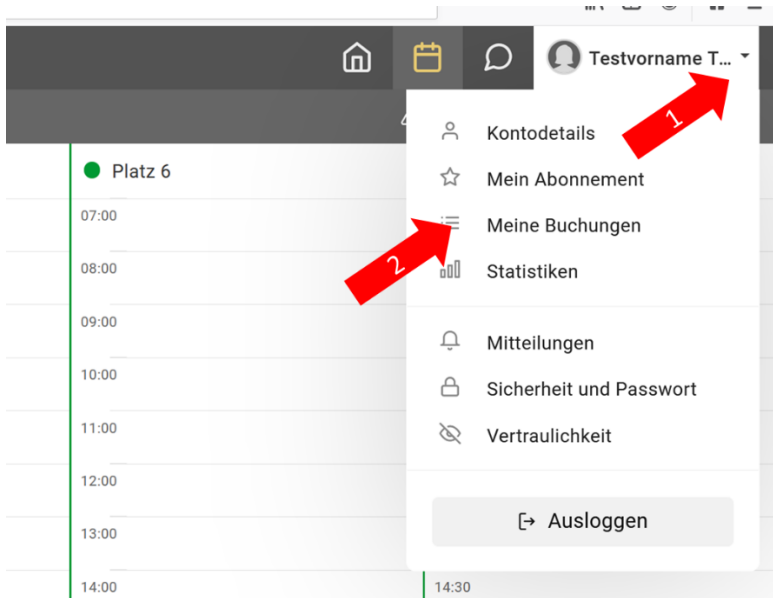 Testvorname T...
1
Kontodetails
Platz 6
Mein Abonnement
07:00
Meine Buchungen
2
08:00
Statistiken
09:00
Mitteilungen
10:00
Sicherheit und Passwort
11:00
Vertraulichkeit
12:00
Ausloggen
13:00
14:00
14:30